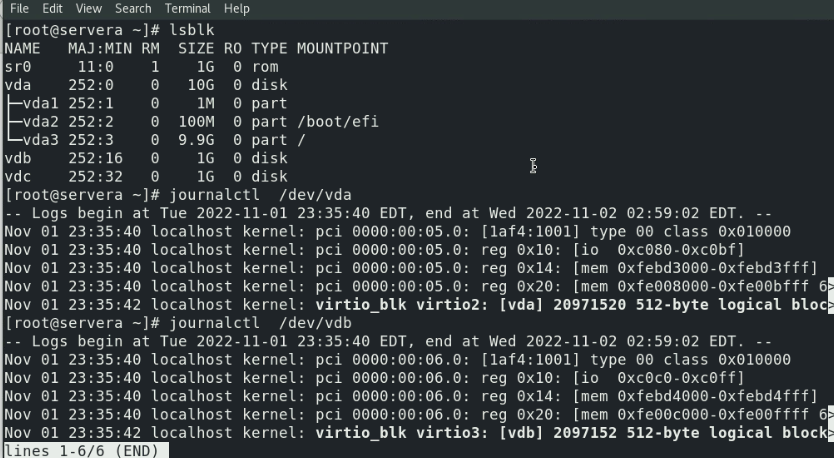 File Edit View Search Terminal Help
[root@servera ~]# lsblk
NAME   MAJ:MIN RM  SIZE RO TYPE MOUNTPOINT
sr0     11:0    1    1G  0 rom
vda    252:0    0   10G  0 disk
├─vda1 252:1    0    1M  0 part
├─vda2 252:2    0  100M  0 part /boot/efi
└─vda3 252:3    0  9.9G  0 part /
vdb    252:16   0    1G  0 disk
vdc    252:32   0    1G  0 disk
[root@servera ~]# journalctl  /dev/vda
-- Logs begin at Tue 2022-11-01 23:35:40 EDT, end at Wed 2022-11-02 02:59:02 EDT. --
Nov 01 23:35:40 localhost kernel: pci 0000:00:05.0: [1af4:1001] type 00 class 0x010000
Nov 01 23:35:40 localhost kernel: pci 0000:00:05.0: reg 0x10: [io  0xc080-0xc0bf]
Nov 01 23:35:40 localhost kernel: pci 0000:00:05.0: reg 0x14: [mem 0xfebd3000-0xfebd3fff]
Nov 01 23:35:40 localhost kernel: pci 0000:00:05.0: reg 0x20: [mem 0xfe008000-0xfe00bfff 6>
Nov 01 23:35:42 localhost kernel: virtio_blk virtio2: [vda] 20971520 512-byte logical bloc>
[root@servera ~]# journalctl  /dev/vdb
-- Logs begin at Tue 2022-11-01 23:35:40 EDT, end at Wed 2022-11-02 02:59:02 EDT. --
Nov 01 23:35:40 localhost kernel: pci 0000:00:06.0: [1af4:1001] type 00 class 0x010000
Nov 01 23:35:40 localhost kernel: pci 0000:00:06.0: reg 0x10: [io  0xc0c0-0xc0ff]
Nov 01 23:35:40 localhost kernel: pci 0000:00:06.0: reg 0x14: [mem 0xfebd4000-0xfebd4fff]
Nov 01 23:35:40 localhost kernel: pci 0000:00:06.0: reg 0x20: [mem 0xfe00c000-0xfe00ffff 6>
Nov 01 23:35:42 localhost kernel: virtio_blk virtio3: [vdb] 2097152 512-byte logical block>
lines 1-6/6 (END)